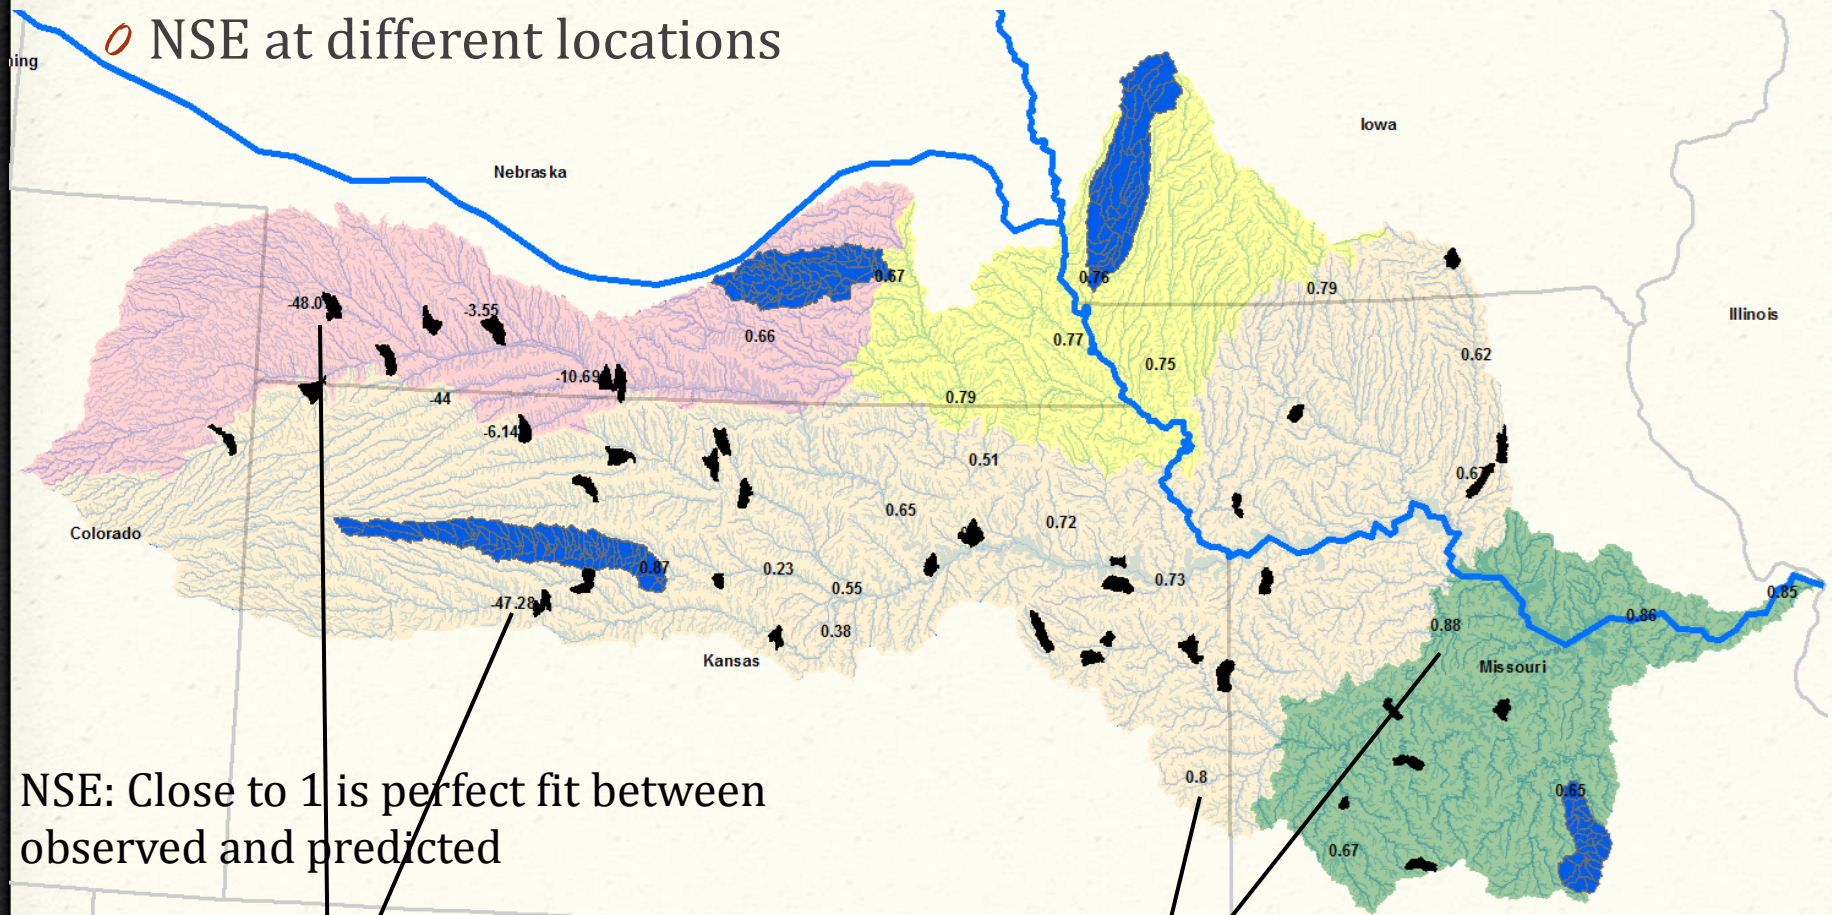 NSE at different locations
ing
Iowa
Nebraska
0.67
0.76
0.79
-48.0
-3.55
Illinois
0.66
0.77
0.62
0.75
-10.69
-44
0.79
-6.14
0.51
0.67
0.65
0.72
Colorado
0.87
0.23
0.73
0.55
0.85
-47.28
0.86
0.38
0.88
Kansas
Missouri
0.8
0.65
NSE: Close to 1 is perfect fit between
observed and predicted
0.67